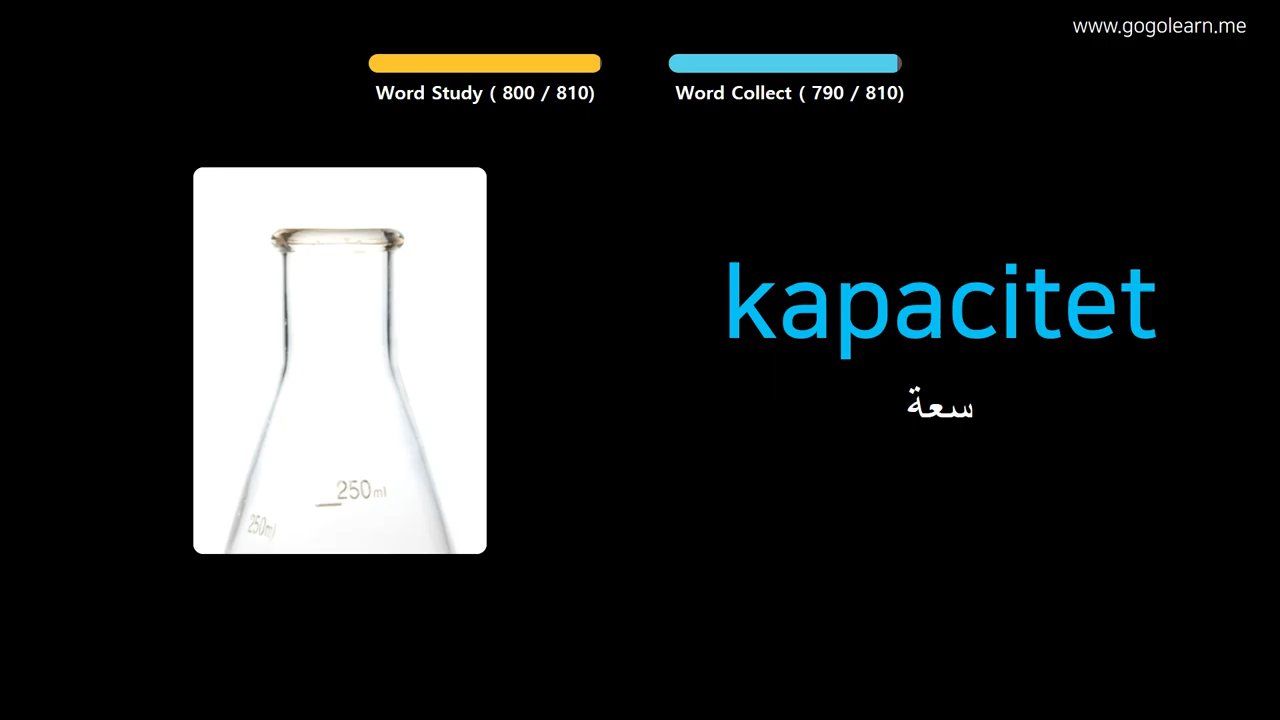 www.gogolearn.me
Word Study ( 800 / 810)
Word Collect ( 790 / 810)
kapacitet
سعة
250ml
250ml